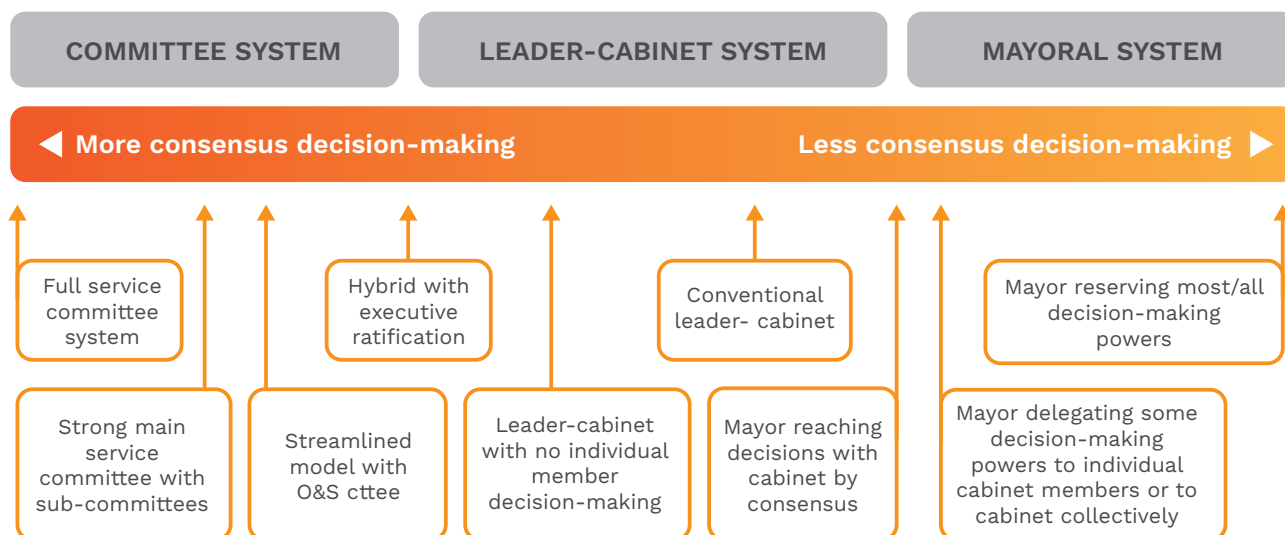 COMMITTEE SYSTEM
LEADER-CABINET SYSTEM
MAYORAL SYSTEM
More consensus decision-making
Less consensus decision-making
Full service
committee
system
Hybrid with
executive
ratification
Conventional
leader- cabinet
Mayor reserving most/all
decision-making
powers
Strong main
service
committee with
sub-committees
Streamlined
model with
O&S cttee
Leader-cabinet
with no individual
member
decision-making
Mayor reaching
decisions with
cabinet by
consensus
Mayor delegating some
decision-making
powers to individual
cabinet members or to
cabinet collectively